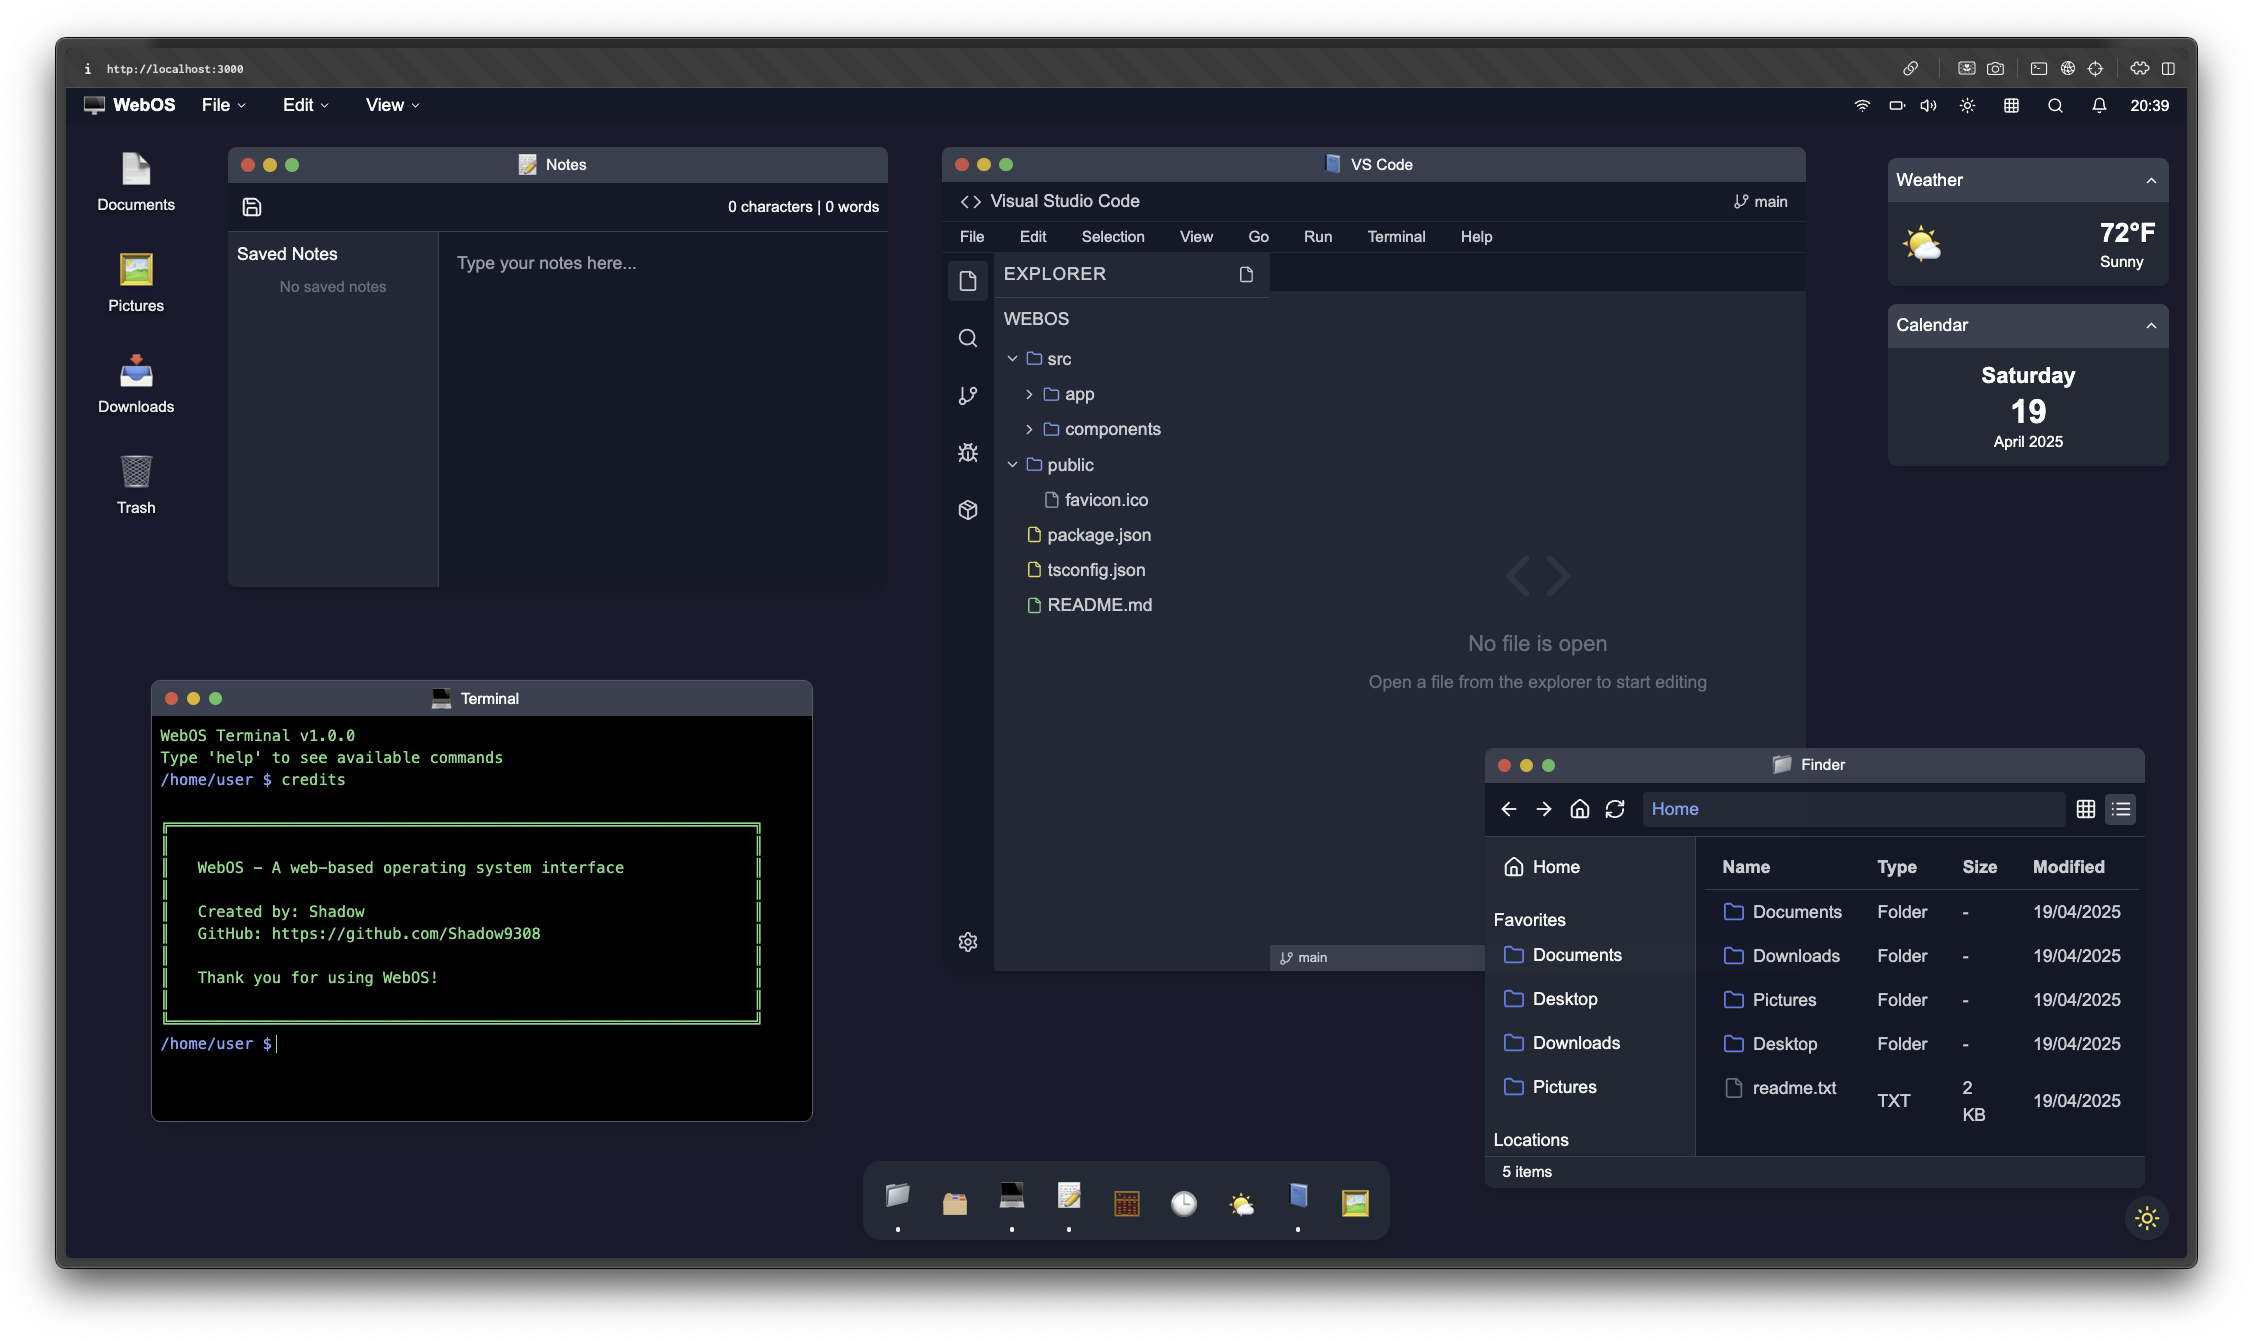 http://localhost:3000
WebOS File Edit View 20:39
Documents
Pictures
Downloads
Trash
Notes
0 characters | 0 words
Saved Notes
No saved notes
Type your notes here...
VS Code
Visual Studio Code main
File Edit Selection View Go Run Terminal Help
EXPLORER
WEBOS
src
app
components
public
favicon.ico
package.json
tsconfig.json
README.md
No file is open
Open a file from the explorer to start editing
main
Weather
72°F
Sunny
Calendar
Saturday
19
April 2025
Terminal
WebOS Terminal v1.0.0
Type 'help' to see available commands
/home/user $ credits
WebOS - A web-based operating system interface
Created by: Shadow
GitHub: https://github.com/Shadow9308
Thank you for using WebOS!
/home/user $
Finder
Home
Home
Favorites
Documents
Desktop
Downloads
Pictures
Locations
Name Type Size Modified
Documents Folder - 19/04/2025
Downloads Folder - 19/04/2025
Pictures Folder - 19/04/2025
Desktop Folder - 19/04/2025
readme.txt TXT 2 KB 19/04/2025
5 items